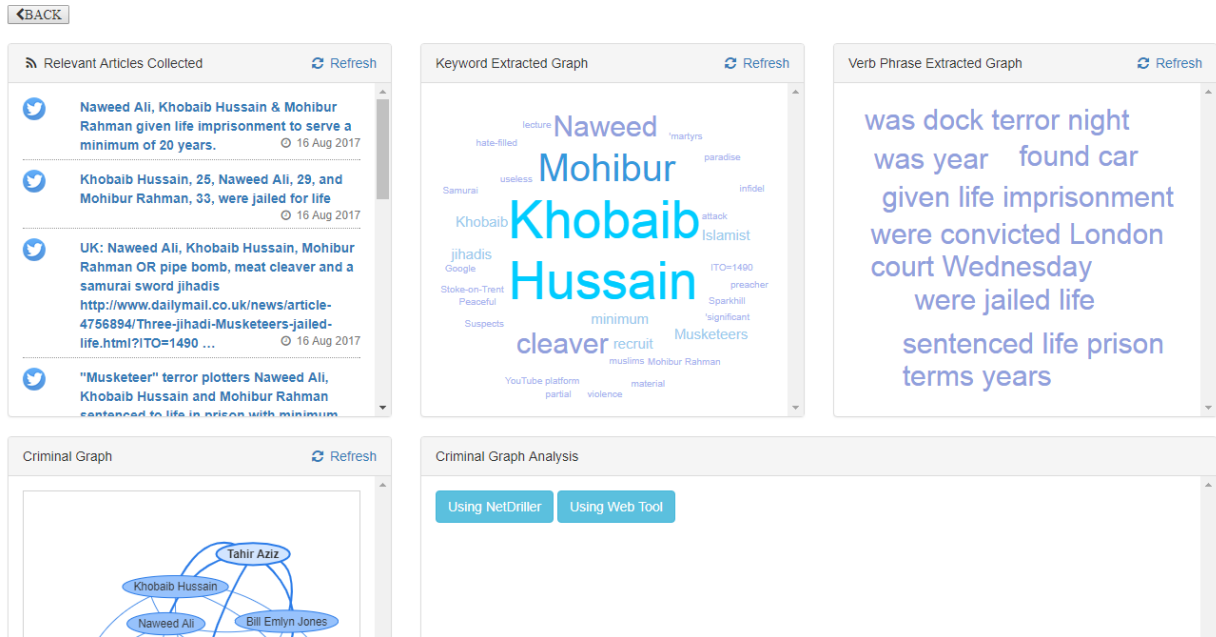 BACK
Relevant Articles Collected
Refresh
Naweed Ali, Khobaib Hussain & Mohibur
Rahman given life imprisonment to serve a
minimum of 20 years.
16 Aug 2017
Khobaib Hussain, 25, Naweed Ali, 29, and
Mohibur Rahman, 33, were jailed for life
16 Aug 2017
UK: Naweed Ali, Khobaib Hussain, Mohibur
Rahman OR pipe bomb, meat cleaver and a
samurai sword jihadis
http://www.dailymail.co.uk/news/article-
4756894/Three-jihadi-Musketeers-jailed-
life.html?ITO=1490 …
16 Aug 2017
"Musketeer" terror plotters Naweed Ali,
Khobaib Hussain and Mohibur Rahman
sentenced to life in prison with minimum
Keyword Extracted Graph
Refresh
lecture
Naweed
'martyrs
hate-filled
Mohibur
paradise
useless
Samurai
infidel
Khobaib
Khobaib
attack
Islamist
jihadis
Google
Hussain
ITO=1490
Stoke-on-Trent
preacher
Peaceful
Sparkhill
Suspects
minimum
'significant
cleaver
recruit
Musketeers
muslims
Mohibur Rahman
YouTube platform
material
partial
violence
Verb Phrase Extracted Graph
Refresh
was dock terror night
was year
found car
given life imprisonment
were convicted London
court Wednesday
were jailed life
sentenced life prison
terms years
Criminal Graph
Refresh
Tahir Aziz
Khobaib Hussain
Naweed Ali
Bill Emlyn Jones
Criminal Graph Analysis
Using NetDriller
Using Web Tool